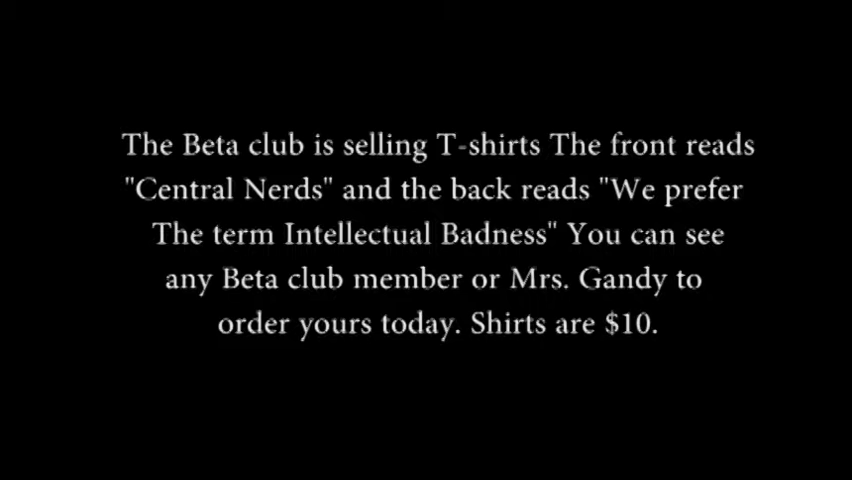 The Beta club is selling T-shirts The front reads
"Central Nerds" and the back reads "We prefer
The term Intellectual Badness" You can see
any Beta club member or Mrs. Gandy to
order yours today. Shirts are $10.